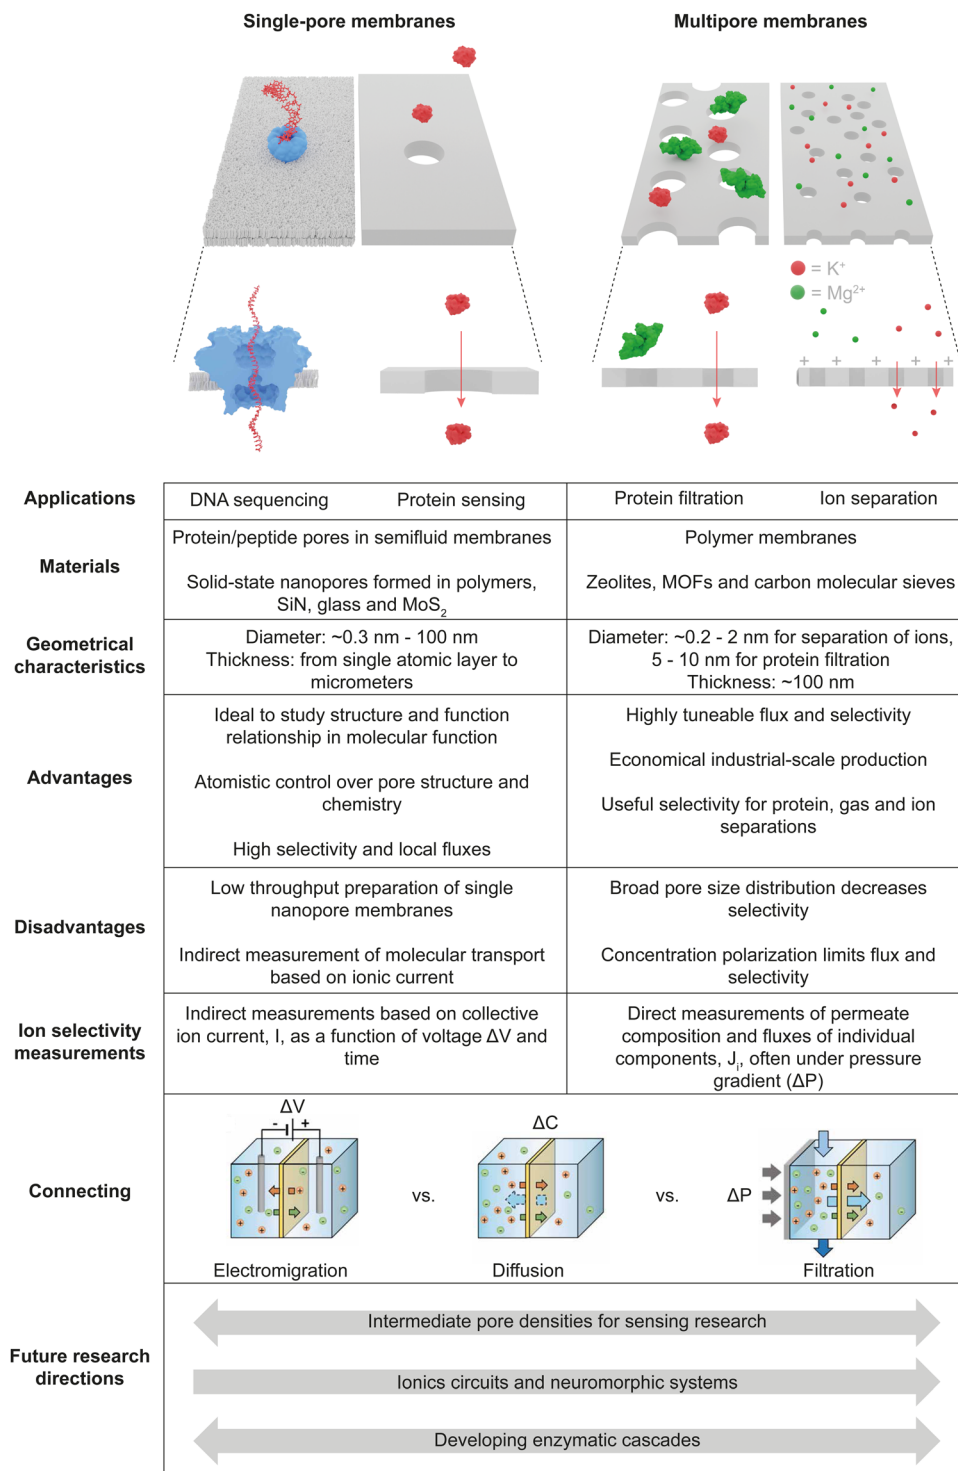 Single-pore membranes
Multipore membranes
= K⁺
= Mg²⁺
+ + + + +
Applications
DNA sequencing
Protein sensing
Protein filtration
Ion separation
Materials
Protein/peptide pores in semifluid membranes
Solid-state nanopores formed in polymers,
SiN, glass and MoS₂
Polymer membranes
Zeolites, MOFs and carbon molecular sieves
Geometrical
characteristics
Diameter: ~0.3 nm - 100 nm
Thickness: from single atomic layer to
micrometers
Diameter: ~0.2 - 2 nm for separation of ions,
5 - 10 nm for protein filtration
Thickness: ~100 nm
Advantages
Ideal to study structure and function
relationship in molecular function
Atomistic control over pore structure and
chemistry
High selectivity and local fluxes
Highly tuneable flux and selectivity
Economical industrial-scale production
Useful selectivity for protein, gas and ion
separations
Disadvantages
Low throughput preparation of single
nanopore membranes
Indirect measurement of molecular transport
based on ionic current
Broad pore size distribution decreases
selectivity
Concentration polarization limits flux and
selectivity
Ion selectivity
measurements
Indirect measurements based on collective
ion current, I, as a function of voltage ΔV and
time
Direct measurements of permeate
composition and fluxes of individual
components, Jᵢ, often under pressure
gradient (ΔP)
Connecting
ΔV
- +
Electromigration
vs.
ΔC
Diffusion
vs.
ΔP
Filtration
Future research
directions
Intermediate pore densities for sensing research
Ionics circuits and neuromorphic systems
Developing enzymatic cascades